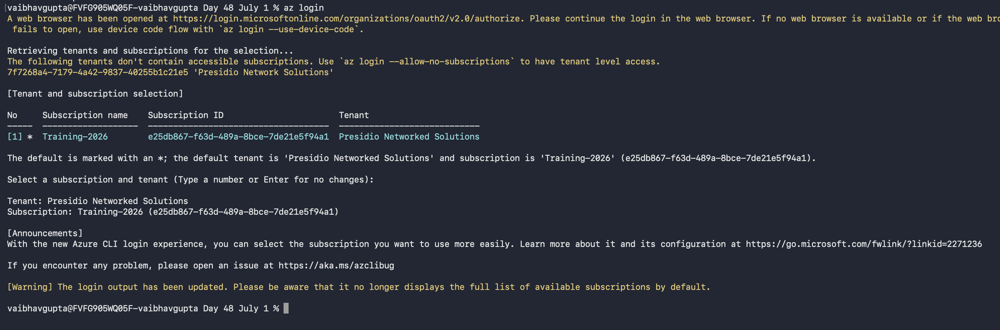 [vaibhavgupta@FVFG905WQ05F-vaibhavgupta Day 48 July 1 % az login
A web browser has been opened at https://login.microsoftonline.com/organizations/oauth2/v2.0/authorize. Please continue the login in the web browser. If no web browser is available or if the web bro
fails to open, use device code flow with `az login --use-device-code`.
Retrieving tenants and subscriptions for the selection...
The following tenants don't contain accessible subscriptions. Use `az login --allow-no-subscriptions` to have tenant level access.
7f7268a4-7179-4a42-9837-40255b1c21e5 'Presidio Network Solutions'
[Tenant and subscription selection]
No     Subscription name    Subscription ID                       Tenant
-----  -------------------  ------------------------------------  ----------------------------
[1] *  Training-2026        e25db867-f63d-489a-8bce-7de21e5f94a1  Presidio Networked Solutions
The default is marked with an *; the default tenant is 'Presidio Networked Solutions' and subscription is 'Training-2026' (e25db867-f63d-489a-8bce-7de21e5f94a1).
Select a subscription and tenant (Type a number or Enter for no changes):
Tenant: Presidio Networked Solutions
Subscription: Training-2026 (e25db867-f63d-489a-8bce-7de21e5f94a1)
[Announcements]
With the new Azure CLI login experience, you can select the subscription you want to use more easily. Learn more about it and its configuration at https://go.microsoft.com/fwlink/?linkid=2271236
If you encounter any problem, please open an issue at https://aka.ms/azclibug
[Warning] The login output has been updated. Please be aware that it no longer displays the full list of available subscriptions by default.
vaibhavgupta@FVFG905WQ05F-vaibhavgupta Day 48 July 1 %